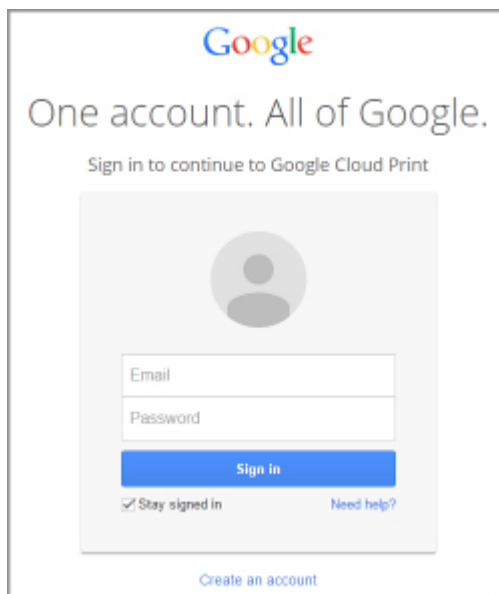 Google
One account. All of Google.
Sign in to continue to Google Cloud Print
Email
Password
Sign in
Stay signed in Need help?
Create an account